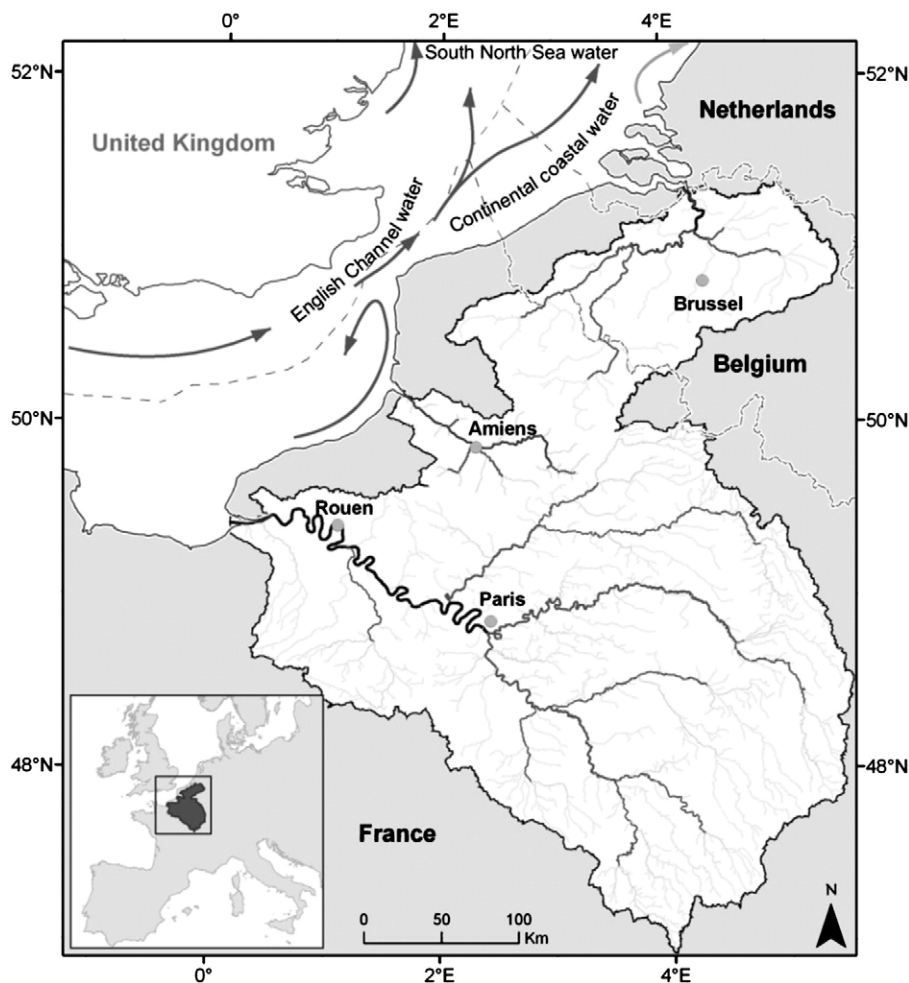 0° 2°E 4°E
52°N 52°N
South North Sea water
Netherlands
United Kingdom
Continental coastal water
English Channel water
Brussel
Belgium
50°N 50°N
Amiens
Rouen
Paris
48°N 48°N
France
N
0 50 100
Km
0° 2°E 4°E